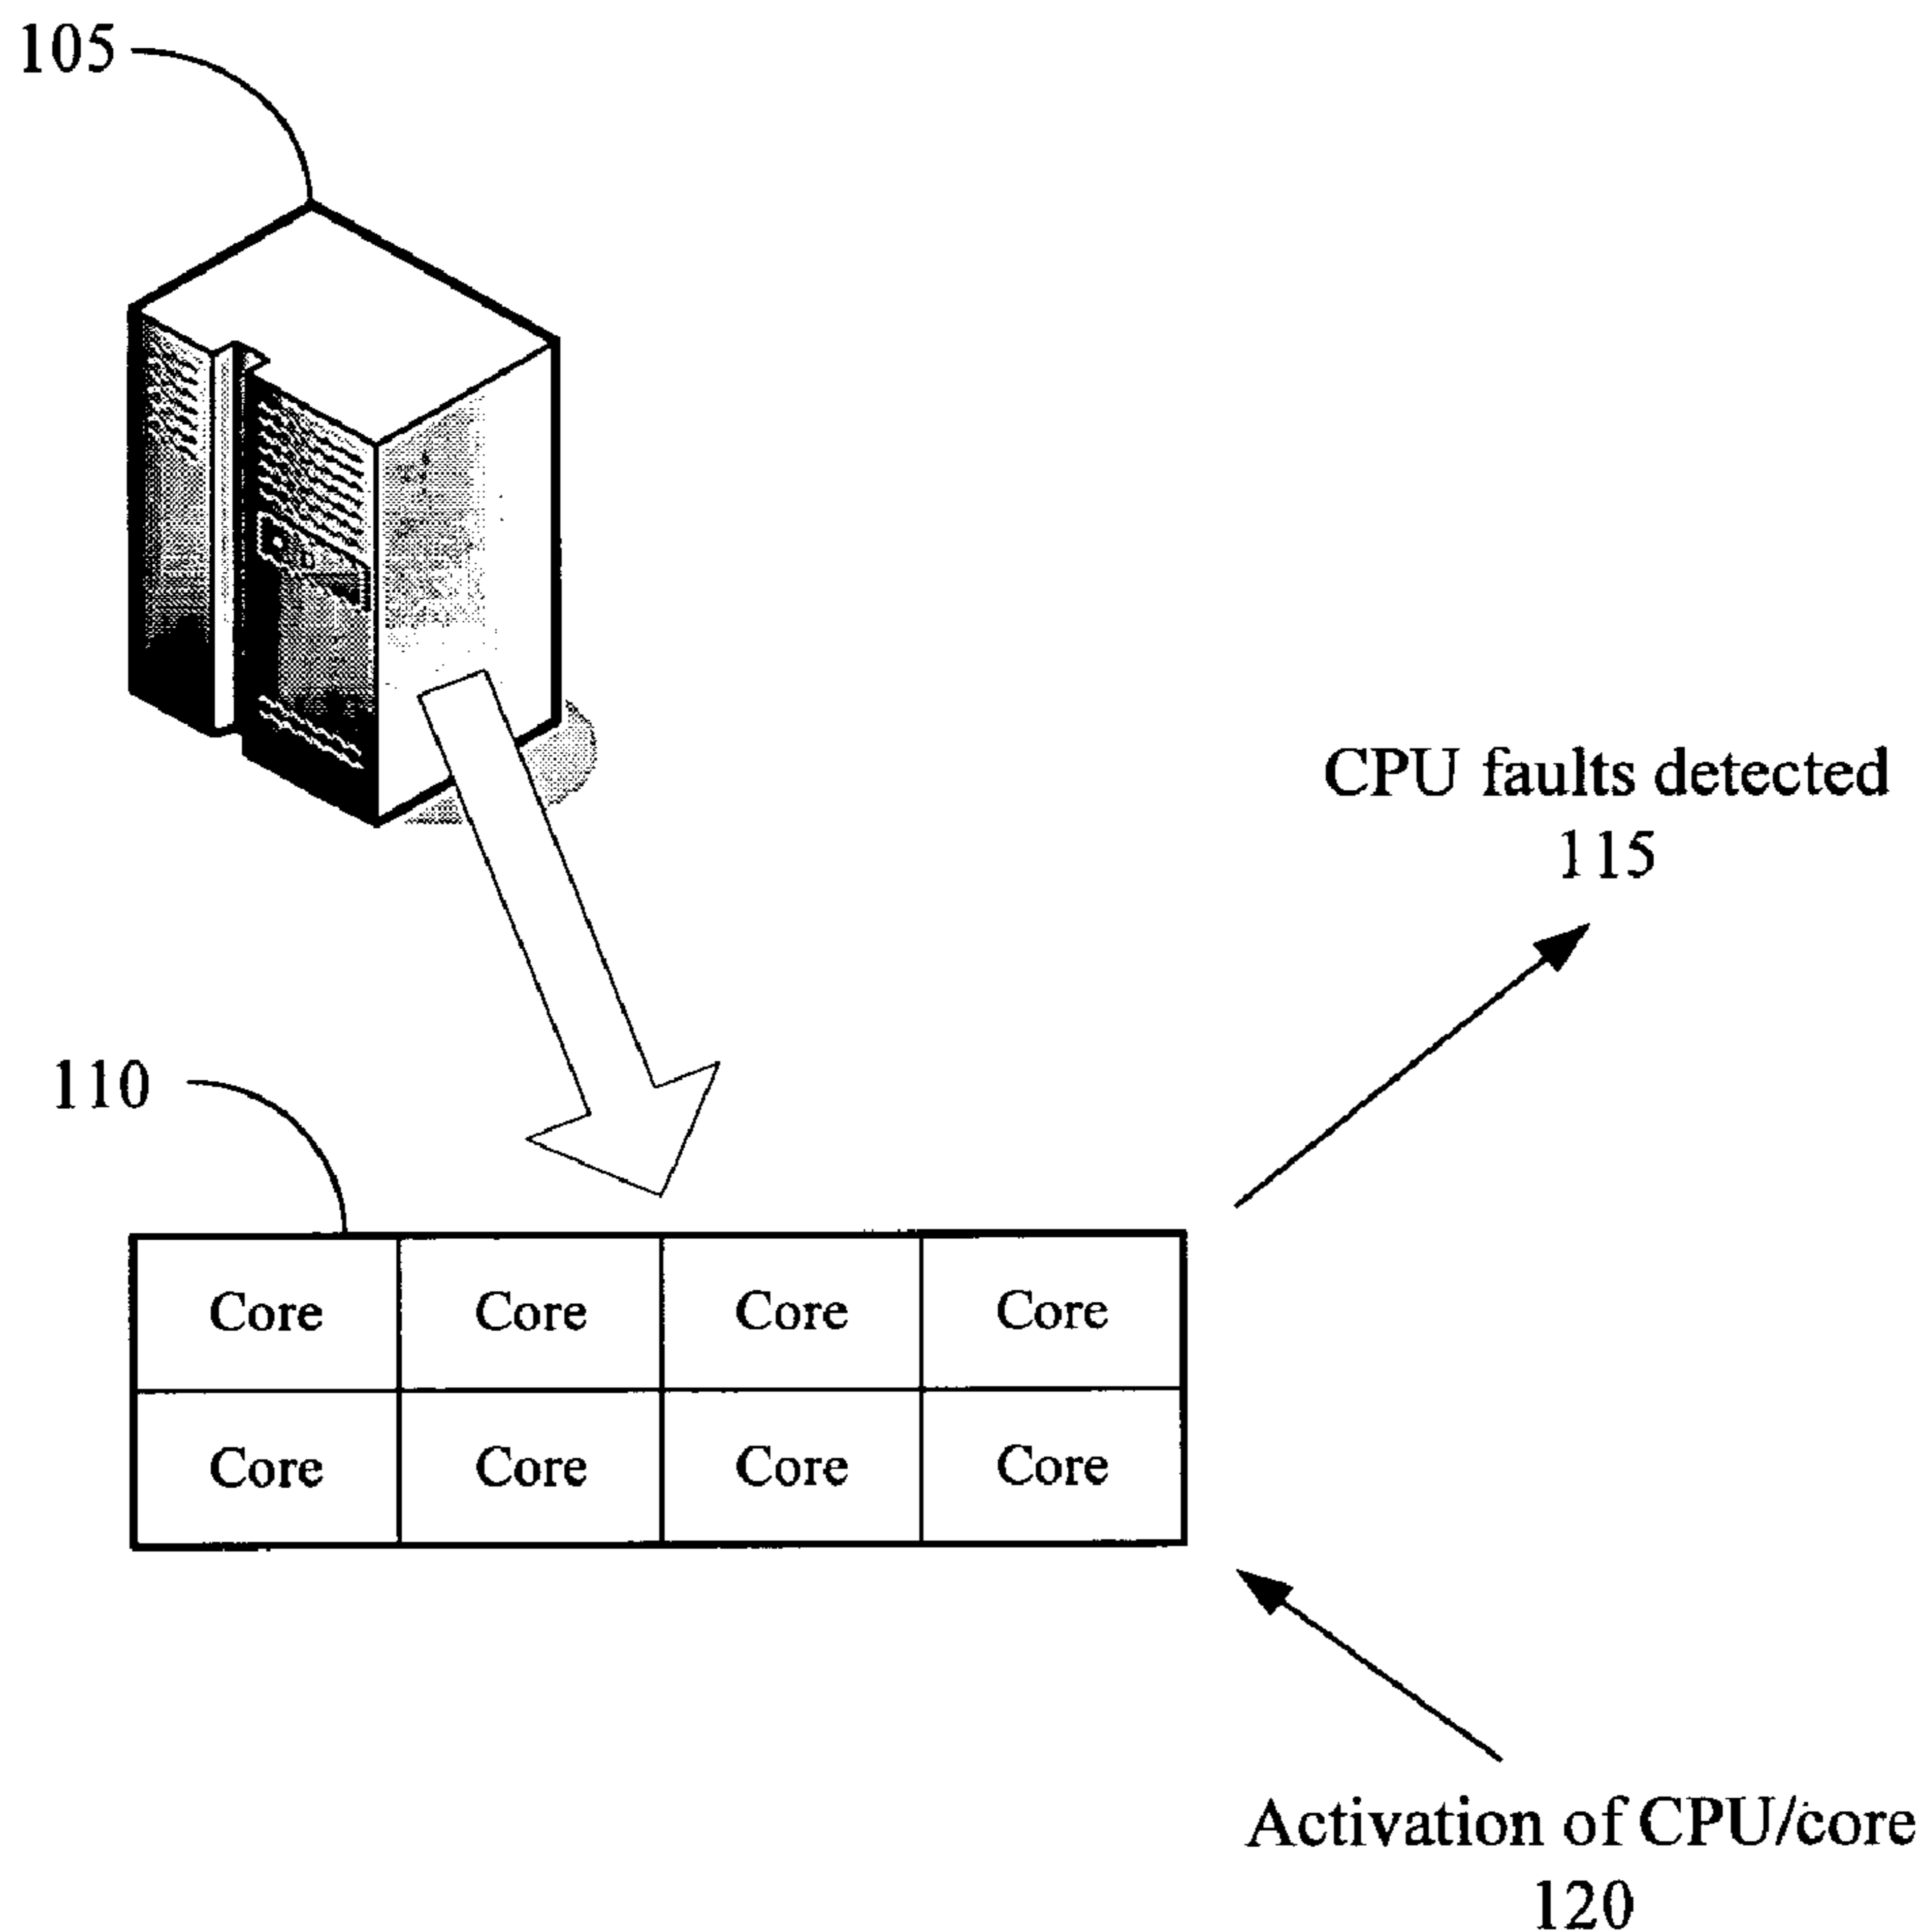 105
CPU faults detected
115
110
Core Core Core Core
Core Core Core Core
Activation of CPU/core
120